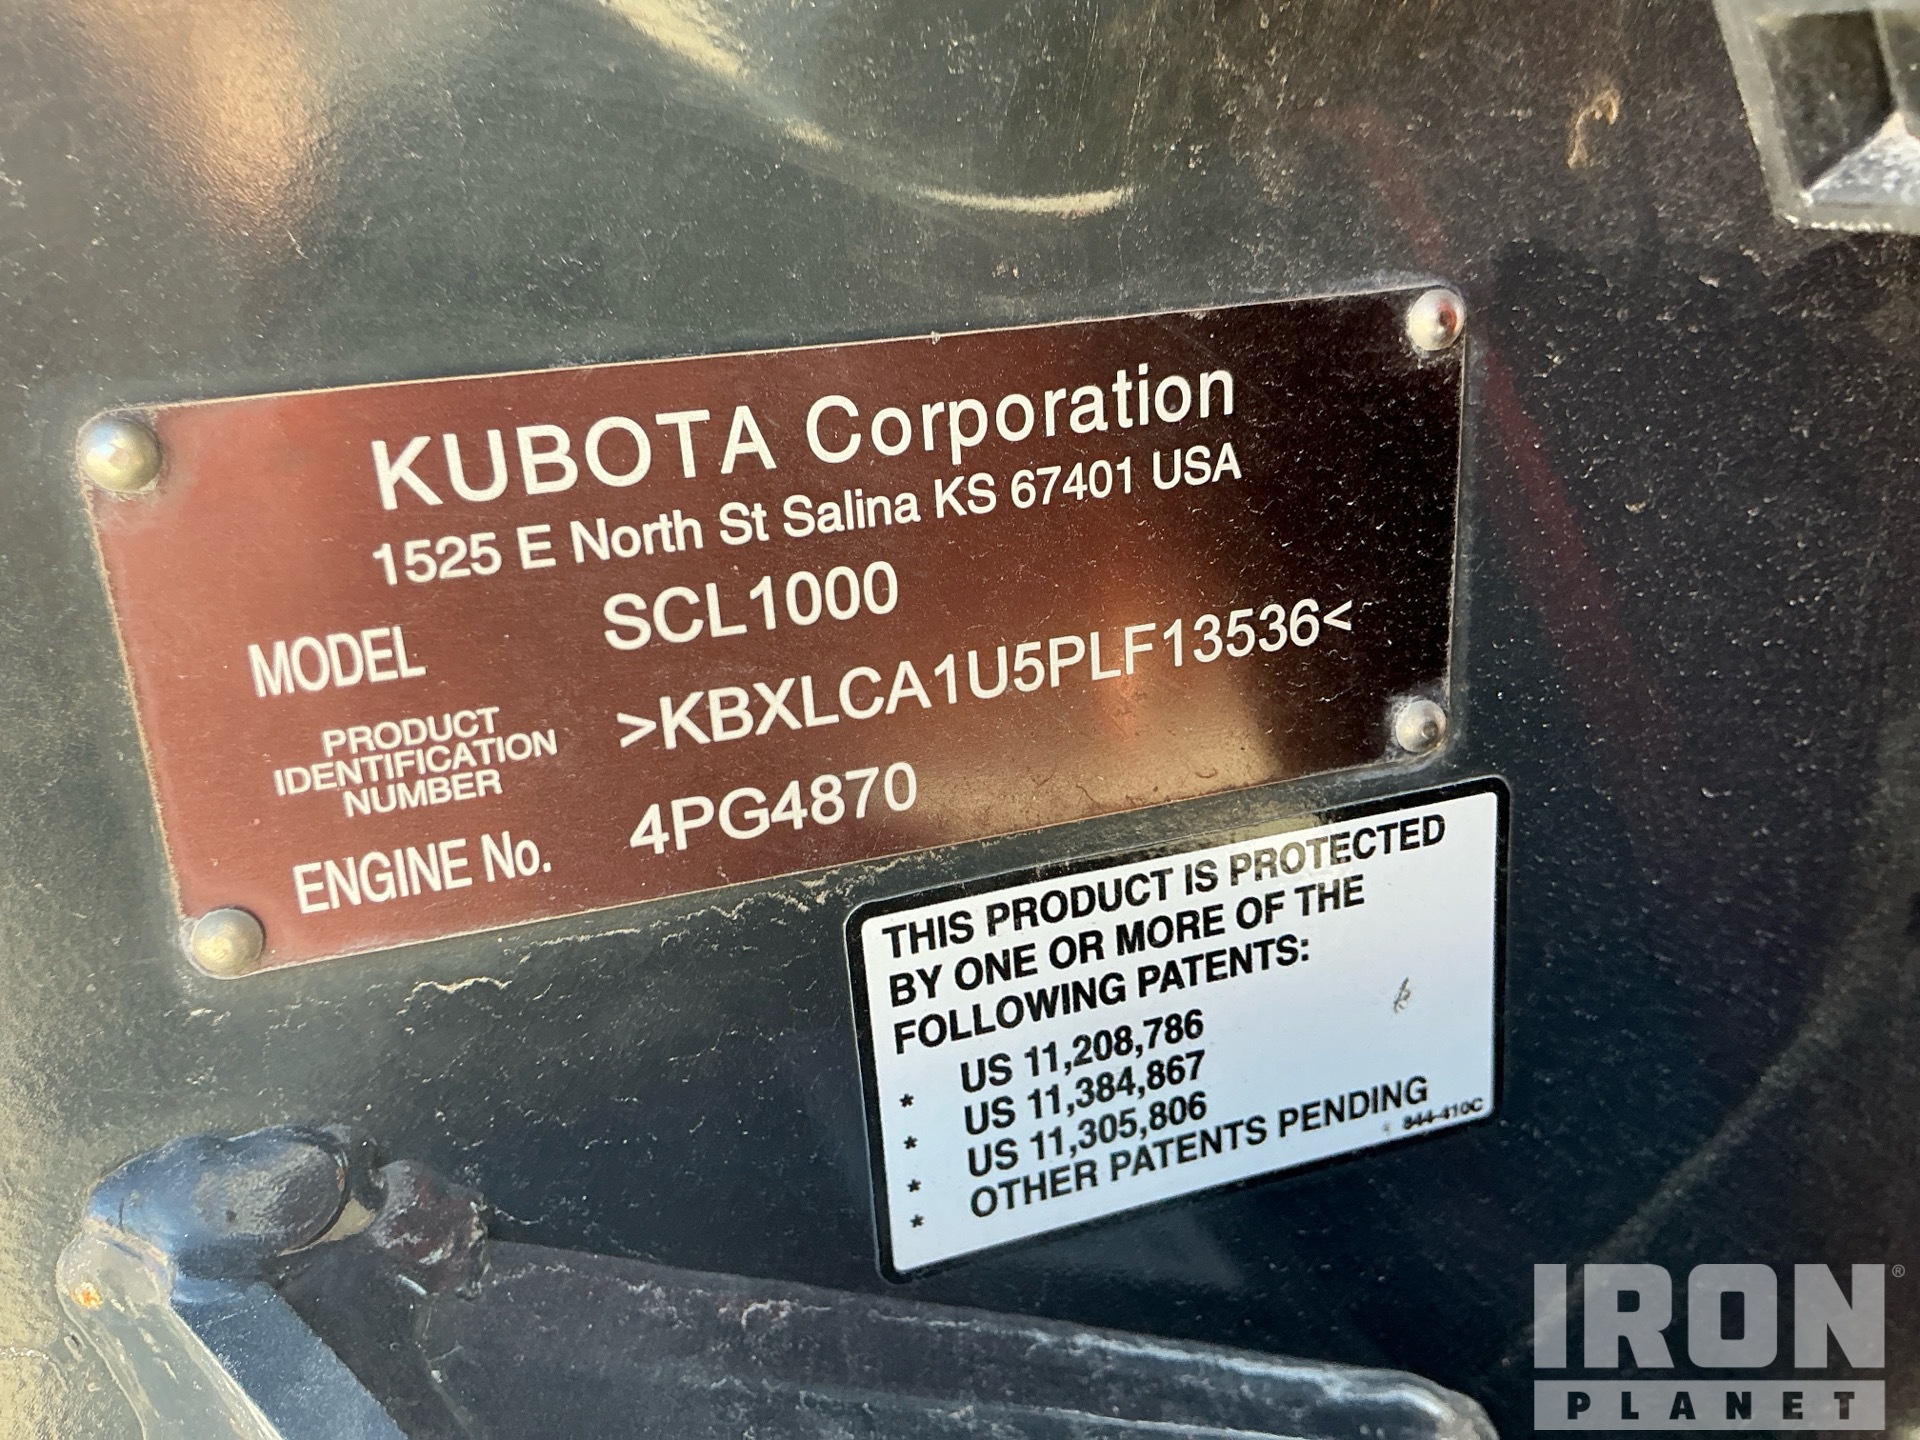 KUBOTA Corporation
1525 E North St Salina KS 67401 USA
MODEL SCL1000
PRODUCT
IDENTIFICATION
NUMBER >KBXLCA1U5PLF13536<
ENGINE No. 4PG4870
THIS PRODUCT IS PROTECTED
BY ONE OR MORE OF THE
FOLLOWING PATENTS:
* US 11,208,786
* US 11,384,867
* US 11,305,806
* OTHER PATENTS PENDING
844-410C
IRON®
PLANET